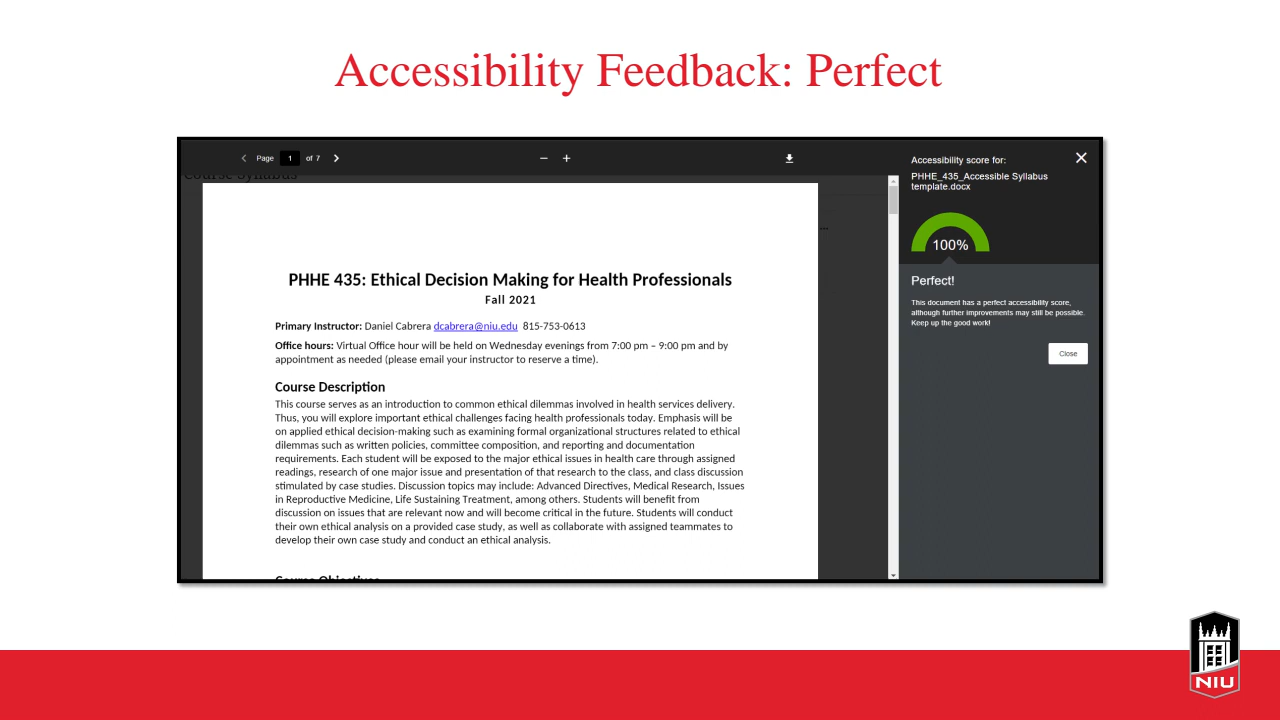 Accessibility Feedback: Perfect
Page 1 of 7
Course Syllabus
PHHE 435: Ethical Decision Making for Health Professionals
Fall 2021
Primary Instructor: Daniel Cabrera dcabrera@niu.edu 815-753-0613
Office hours: Virtual Office hour will be held on Wednesday evenings from 7:00 pm – 9:00 pm and by
appointment as needed (please email your instructor to reserve a time).
Course Description
This course serves as an introduction to common ethical dilemmas involved in health services delivery.
Thus, you will explore important ethical challenges facing health professionals today. Emphasis will be
on applied ethical decision-making such as examining formal organizational structures related to ethical
dilemmas such as written policies, committee composition, and reporting and documentation
requirements. Each student will be exposed to the major ethical issues in health care through assigned
readings, research of one major issue and presentation of that research to the class, and class discussion
stimulated by case studies. Discussion topics may include: Advanced Directives, Medical Research, Issues
in Reproductive Medicine, Life Sustaining Treatment, among others. Students will benefit from
discussion on issues that are relevant now and will become critical in the future. Students will conduct
their own ethical analysis on a provided case study, as well as collaborate with assigned teammates to
develop their own case study and conduct an ethical analysis.
Course Objectives
Accessibility score for:
PHHE_435_Accessible Syllabus
template.docx
100%
Perfect!
This document has a perfect accessibility score,
although further improvements may still be possible.
Keep up the good work!
Close
NIU